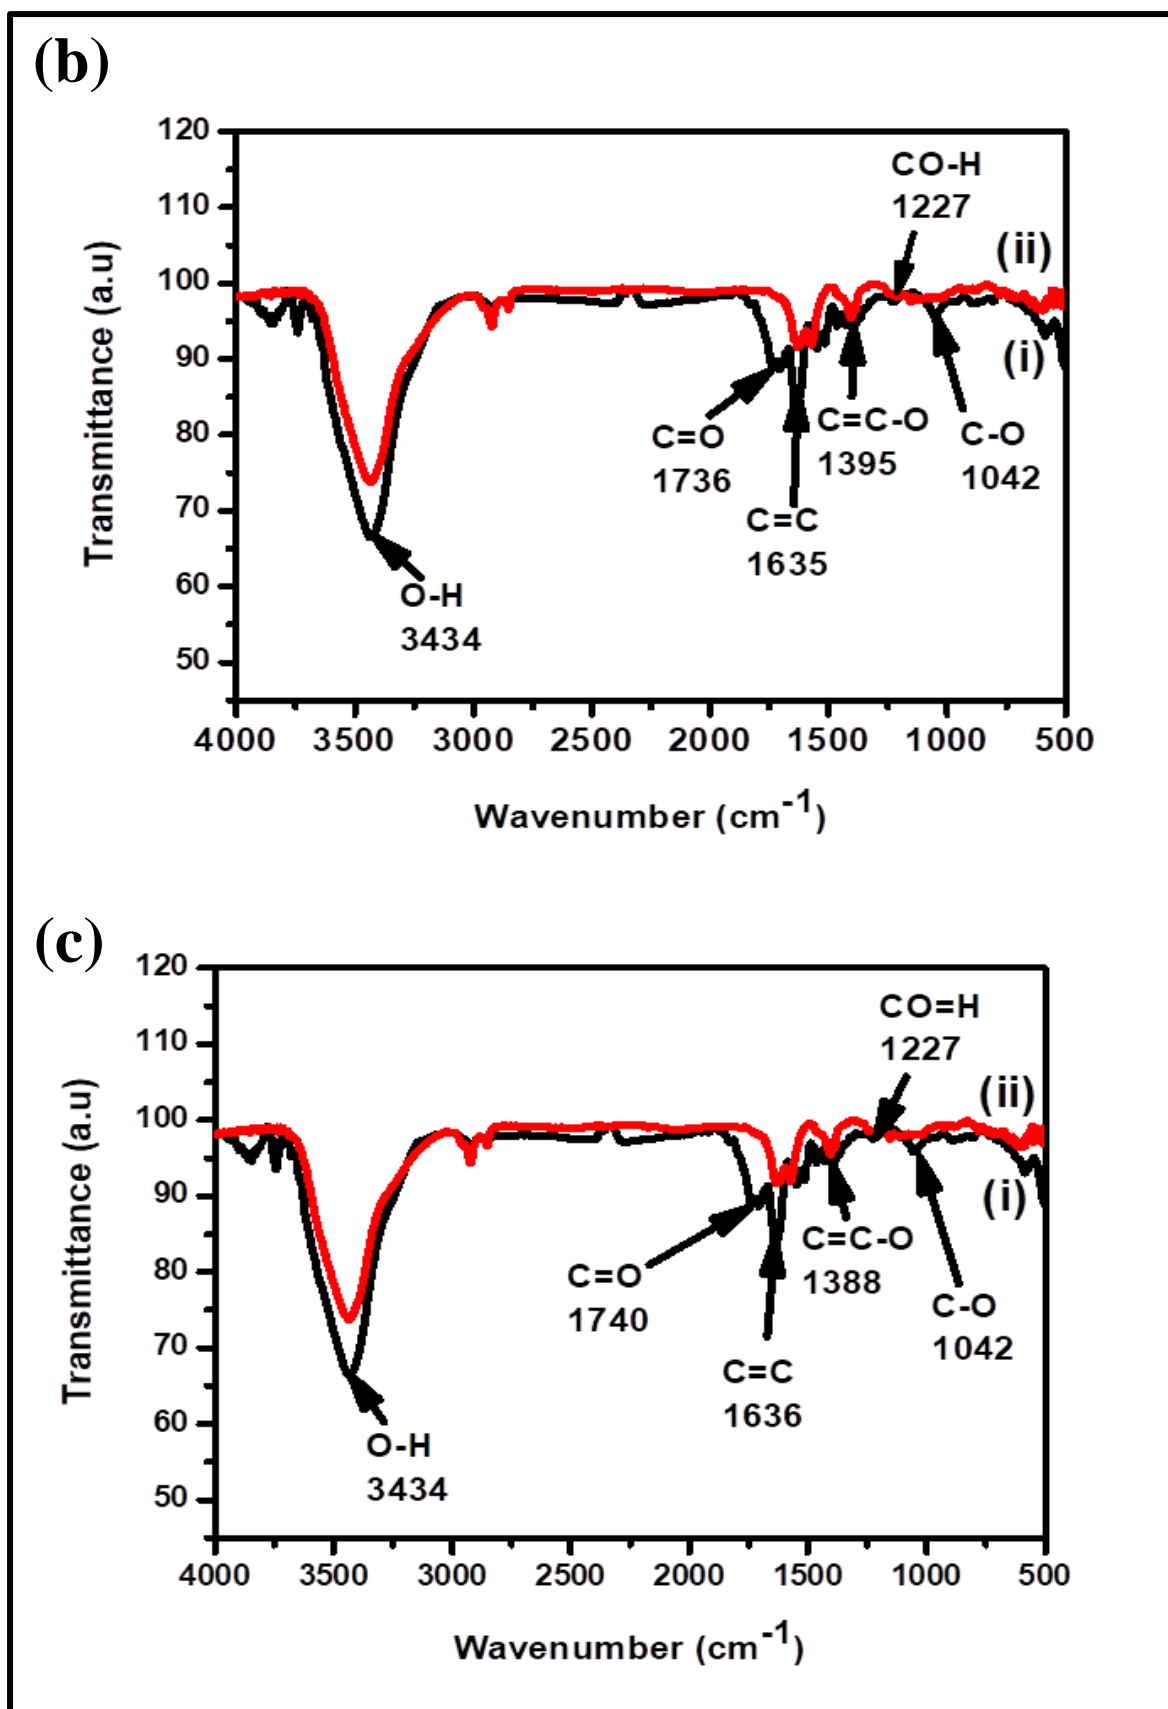 (b)
120
110
100
90
80
70
60
50
Transmittance (a.u)
CO-H
1227
(ii)
(i)
C=O
1736
C=C
1635
C=C-O
1395
C-O
1042
O-H
3434
4000 3500 3000 2500 2000 1500 1000 500
Wavenumber (cm-1)
(c)
120
110
100
90
80
70
60
50
Transmittance (a.u)
CO=H
1227
(ii)
(i)
C=O
1740
C=C
1636
C=C-O
1388
C-O
1042
O-H
3434
4000 3500 3000 2500 2000 1500 1000 500
Wavenumber (cm-1)